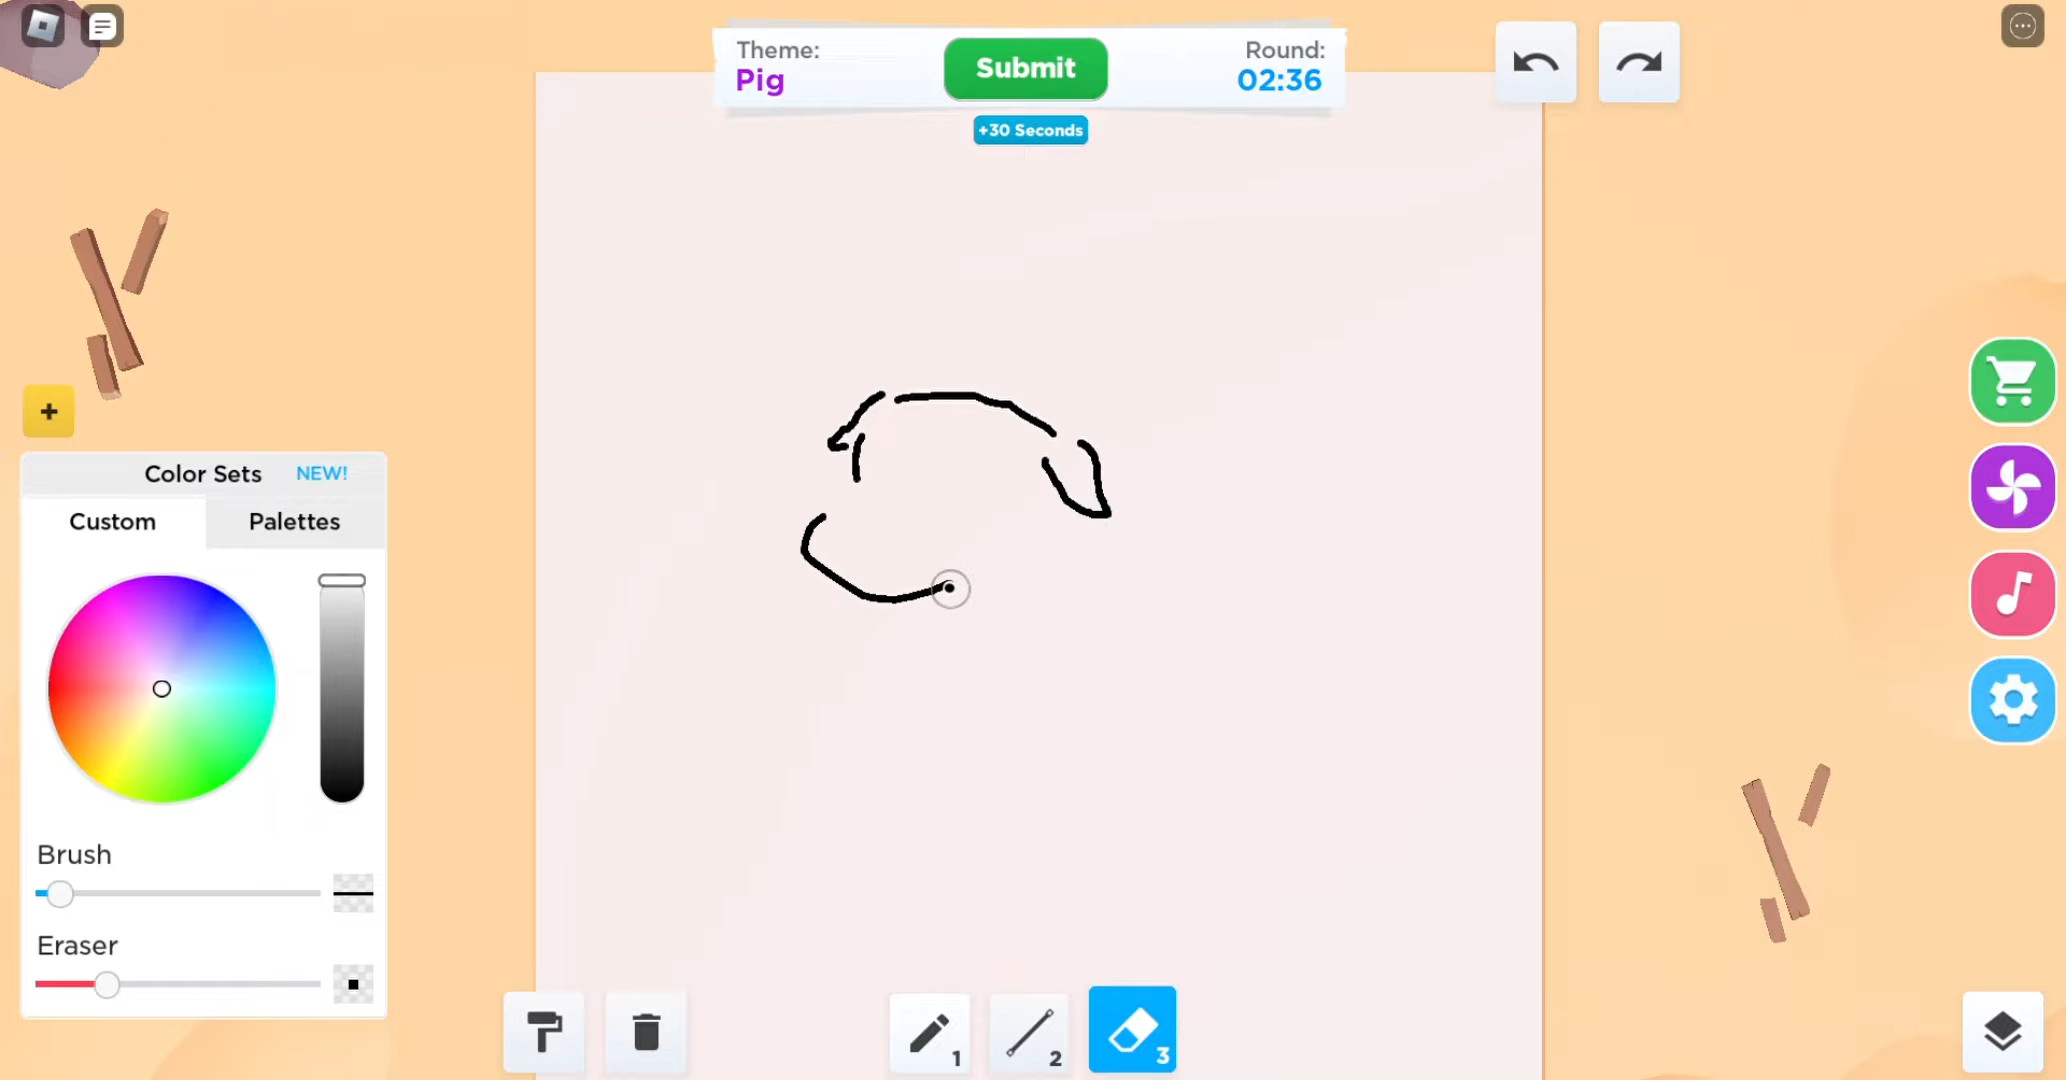 Theme:
Pig
Submit
Round:
02:36
+30 Seconds
+
Color Sets NEW!
Custom
Palettes
Brush
Eraser
1
2
3